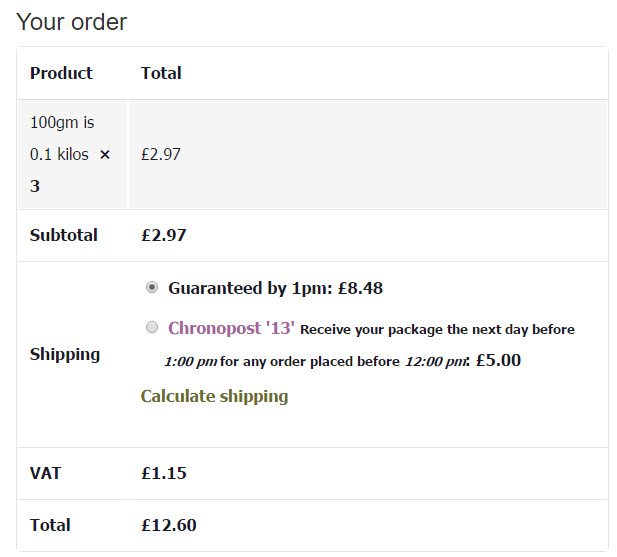 Your order
Product Total
100gm is
0.1 kilos × £2.97
3
Subtotal £2.97
Guaranteed by 1pm: £8.48
Chronopost '13' Receive your package the next day before
Shipping 1:00 pm for any order placed before 12:00 pm: £5.00
Calculate shipping
VAT £1.15
Total £12.60